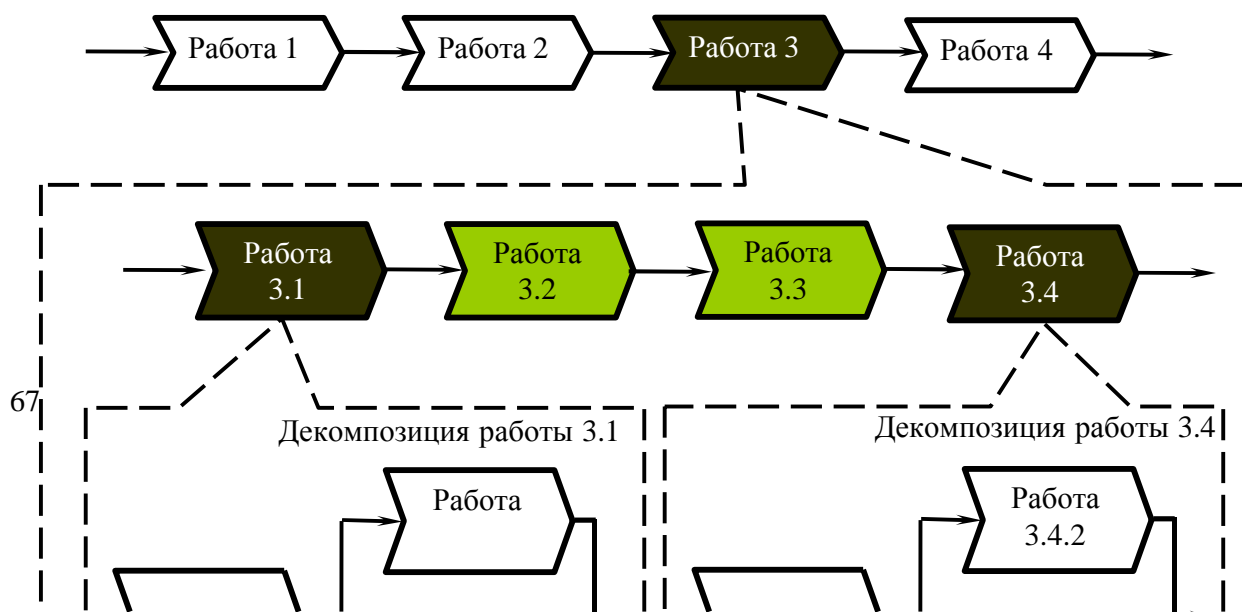 Работа 1
Работа 2
Работа 3
Работа 4
Работа
3.1
Работа
3.2
Работа
3.3
Работа
3.4
67
Декомпозиция работы 3.1
Декомпозиция работы 3.4
Работа
Работа
3.4.2